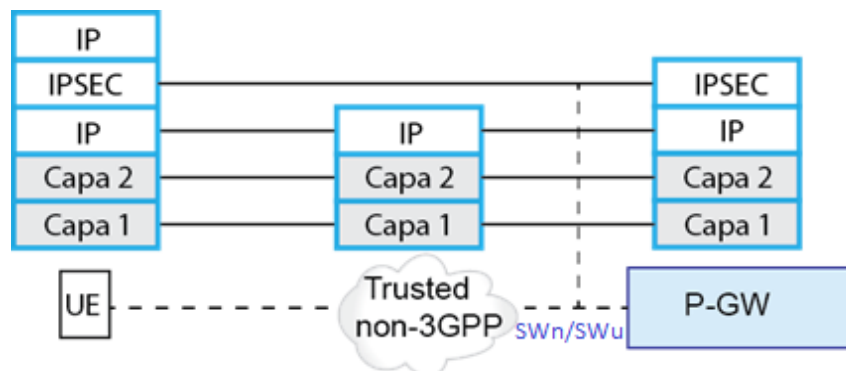 IP
IPSEC
IPSEC
IP
IP
IP
Capa 2
Capa 2
Capa 2
Capa 1
Capa 1
Capa 1
UE
Trusted
non-3GPP
SWn/SWu
P-GW